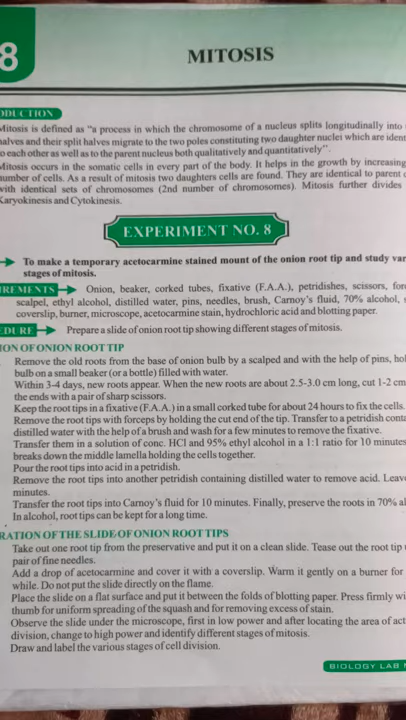 8
MITOSIS
ODUCTION
Mitosis is defined as "a process in which the chromosome of a nucleus splits longitudinally into
halves and their split halves migrate to the two poles constituting two daughter nuclei which are ident
o each other as well as to the parent nucleus both qualitatively and quantitatively".
Mitosis occurs in the somatic cells in every part of the body. It helps in the growth by increasing
number of cells. As a result of mitosis two daughters cells are found. They are identical to parent c
with identical sets of chromosomes (2nd number of chromosomes). Mitosis further divides
Karyokinesis and Cytokinesis.
EXPERIMENT NO. 8
To make a temporary acetocarmine stained mount of the onion root tip and study var
stages of mitosis.
IREMENTS Onion, beaker, corked tubes, fixative (F.A.A.), petridishes, scissors, for
scalpel, ethyl alcohol, distilled water, pins, needles, brush, Carnoy's fluid, 70% alcohol,
coverslip, burner, microscope, acetocarmine stain, hydrochloric acid and blotting paper.
EDURE Prepare a slide of onion root tip showing different stages of mitosis.
ION OF ONION ROOT TIP
Remove the old roots from the base of onion bulb by a scalped and with the help of pins, hol
bulb on a small beaker (or a bottle) filled with water.
Within 3-4 days, new roots appear. When the new roots are about 2.5-3.0 cm long, cut 1-2 cm
the ends with a pair of sharp scissors.
Keep the root tips in a fixative (F.A.A.) in a small corked tube for about 24 hours to fix the cells.
Remove the root tips with forceps by holding the cut end of the tip. Transfer to a petridish conta
distilled water with the help of a brush and wash for a few minutes to remove the fixative.
Transfer them in a solution of conc. HCl and 95% ethyl alcohol in a 1:1 ratio for 10 minutes
breaks down the middle lamella holding the cells together.
Pour the root tips into acid in a petridish.
Remove the root tips into another petridish containing distilled water to remove acid. Leav
minutes.
Transfer the root tips into Carnoy's fluid for 10 minutes. Finally, preserve the roots in 70% al
In alcohol, root tips can be kept for a long time.
RATION OF THE SLIDE OF ONION ROOT TIPS
Take out one root tip from the preservative and put it on a clean slide. Tease out the root tip
pair of fine needles.
Add a drop of acetocarmine and cover it with a coverslip. Warm it gently on a burner for
while. Do not put the slide directly on the flame.
Place the slide on a flat surface and put it between the folds of blotting paper. Press firmly wi
thumb for uniform spreading of the squash and for removing excess of stain.
Observe the slide under the microscope, first in low power and after locating the area of act
division, change to high power and identify different stages of mitosis.
Draw and label the various stages of cell division.
BIOLOGY LAB